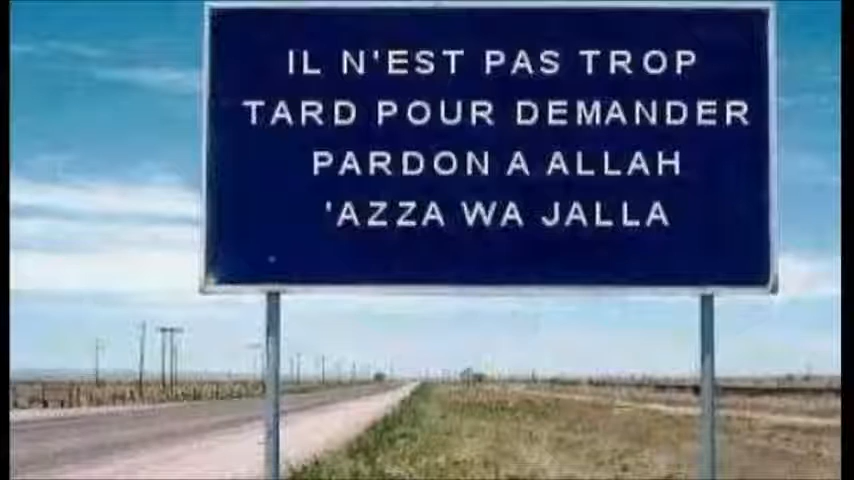 IL N'EST PAS TROP
TARD POUR DEMANDER
PARDON A ALLAH
'AZZA WA JALLA